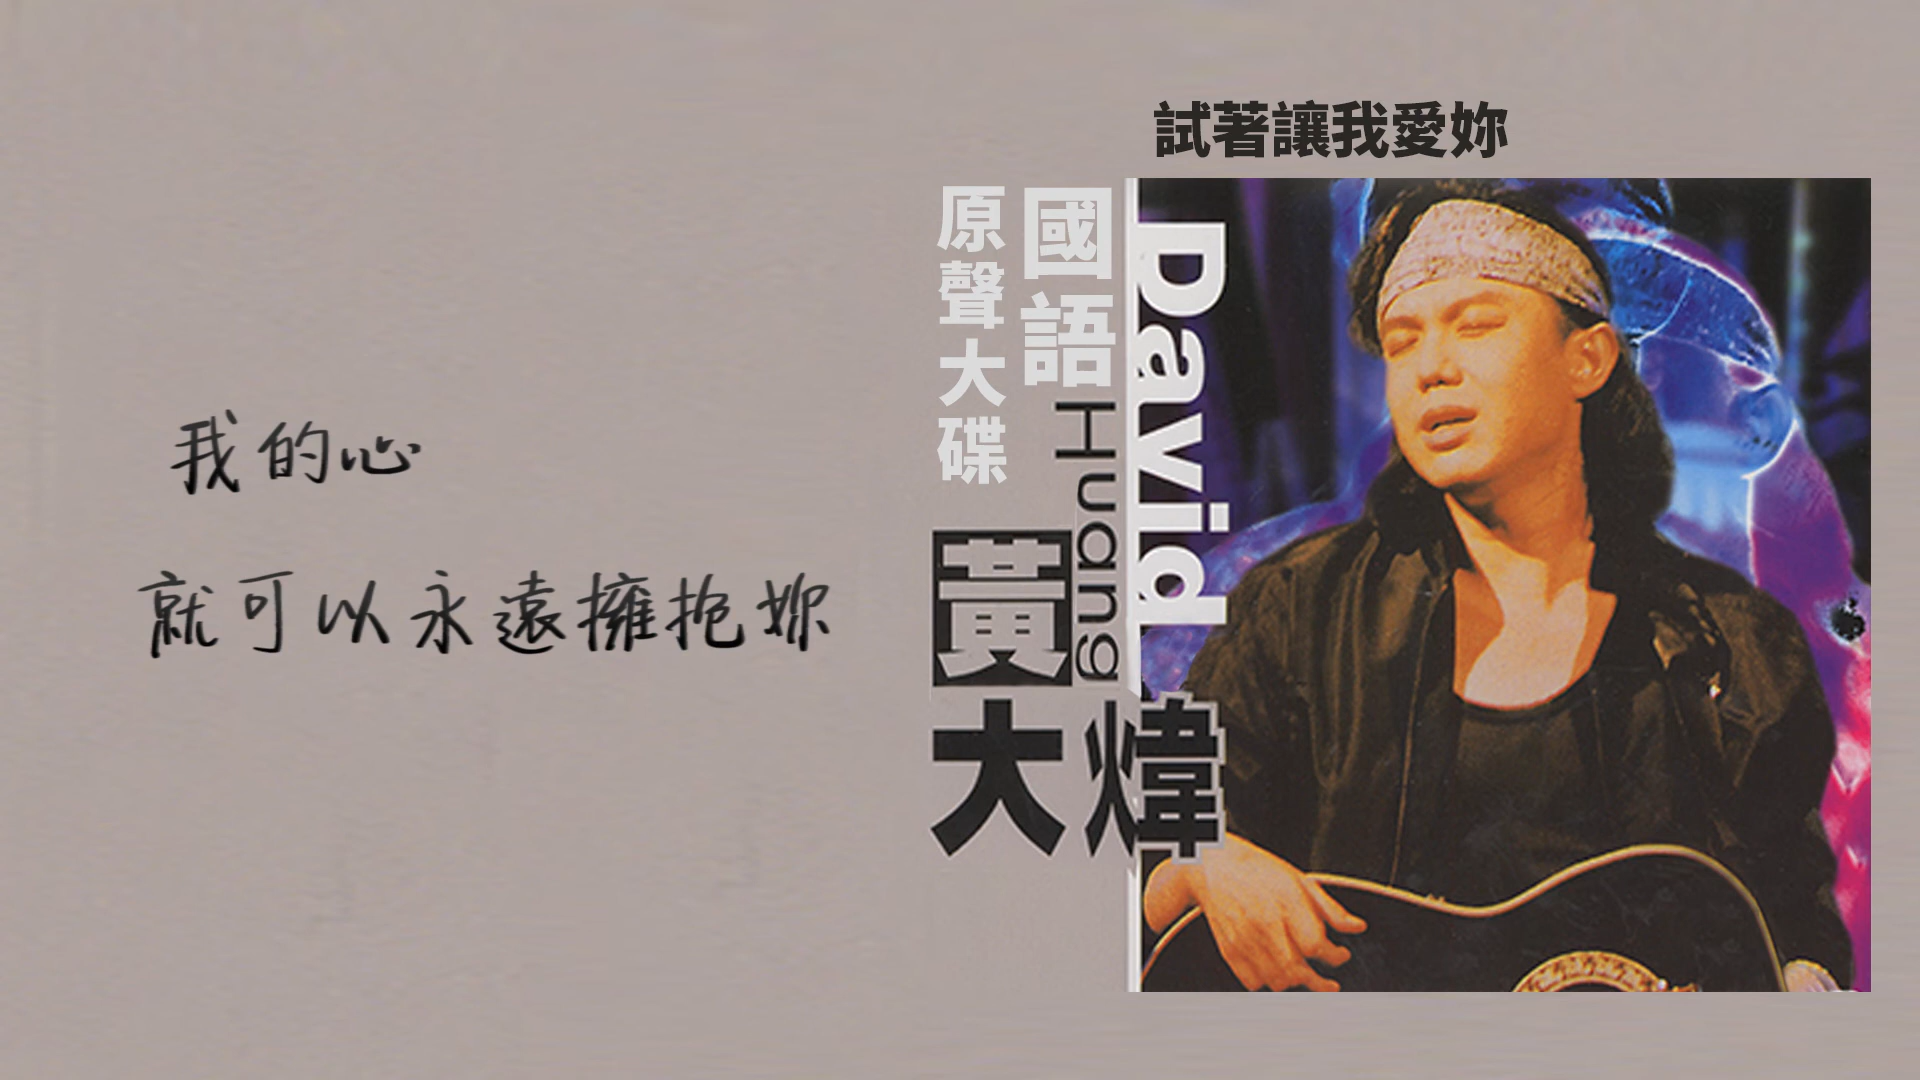 試著讓我愛妳
國語
原聲大碟
David
Huang
黃大煒
我的心
就可以永遠擁抱妳